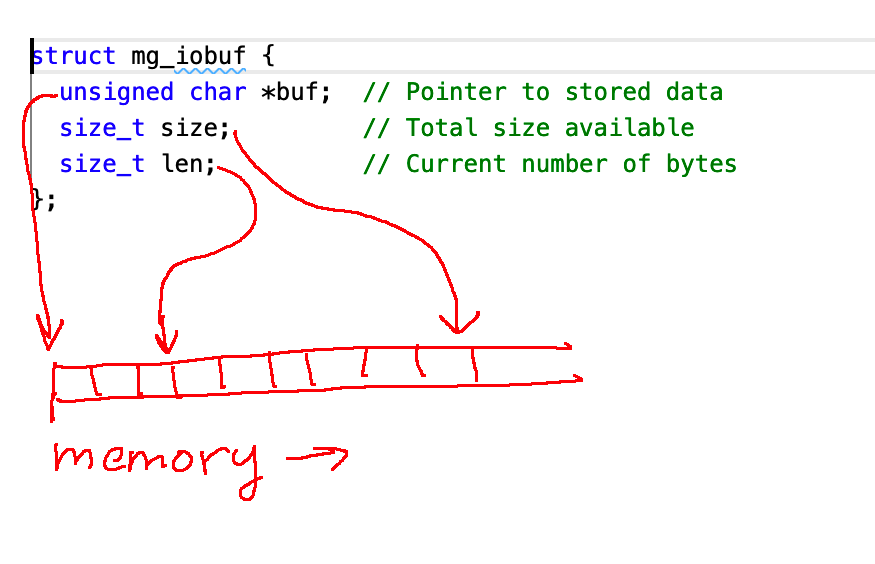 struct mg_iobuf {
  unsigned char *buf;  // Pointer to stored data
  size_t size;         // Total size available
  size_t len;          // Current number of bytes
};
memory →